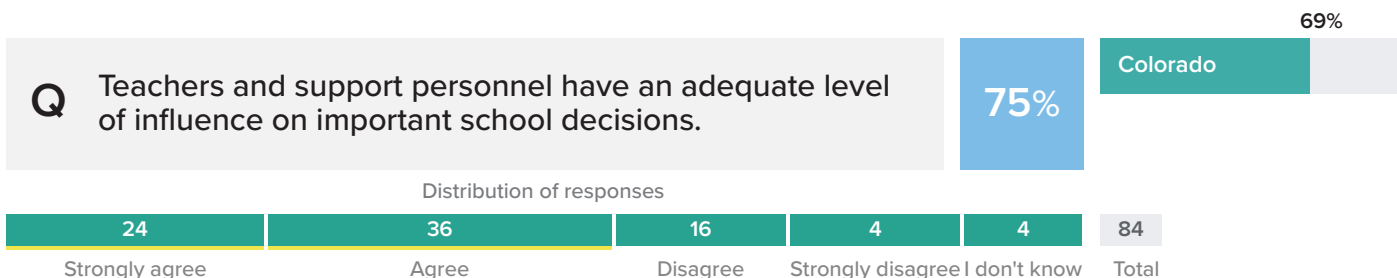 69%
Q Teachers and support personnel have an adequate level
of influence on important school decisions.
75%
Colorado
Distribution of responses
24 36 16 4 4 84
Strongly agree Agree Disagree Strongly disagree I don't know Total